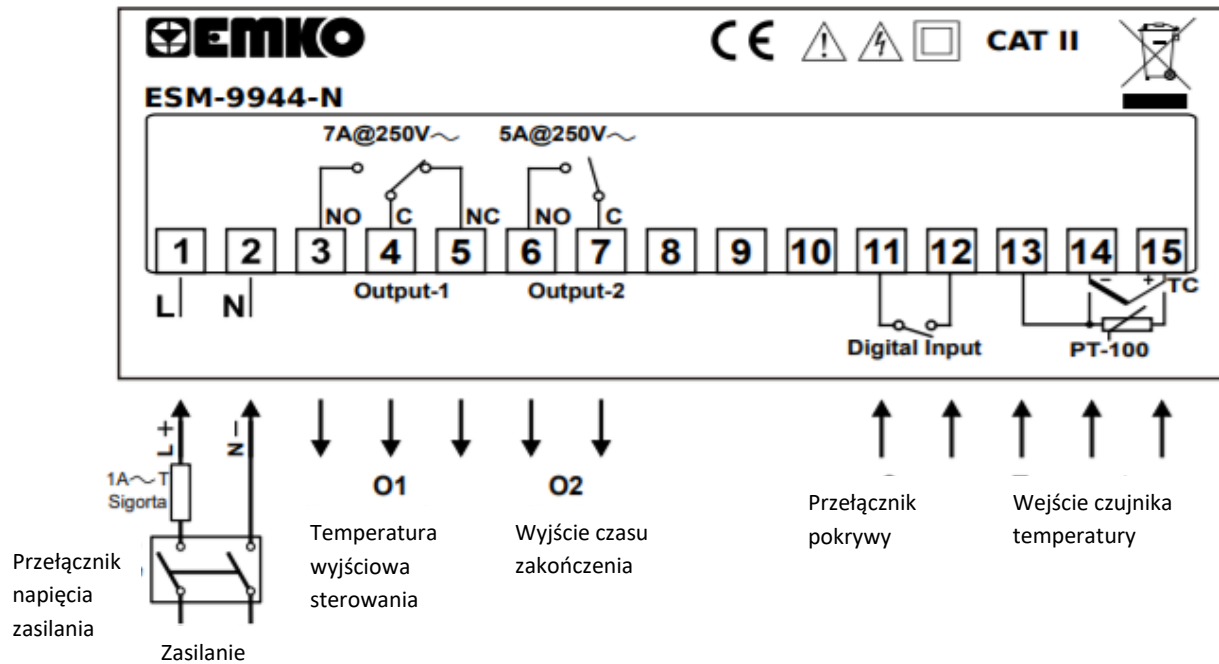 EMKO
CE CAT II
ESM-9944-N
7A@250V~ 5A@250V~
NO C NC NO C
1 2 3 4 5 6 7 8 9 10 11 12 13 14 15
L N Output-1 Output-2 - + TC
Digital Input PT-100
L + N -
1A~T
Sigorta
O1 O2
Temperatura
wyjściowa
sterowania
Wyjście czasu
zakończenia
Przełącznik
pokrywy
Wejście czujnika
temperatury
Przełącznik
napięcia
zasilania
Zasilanie